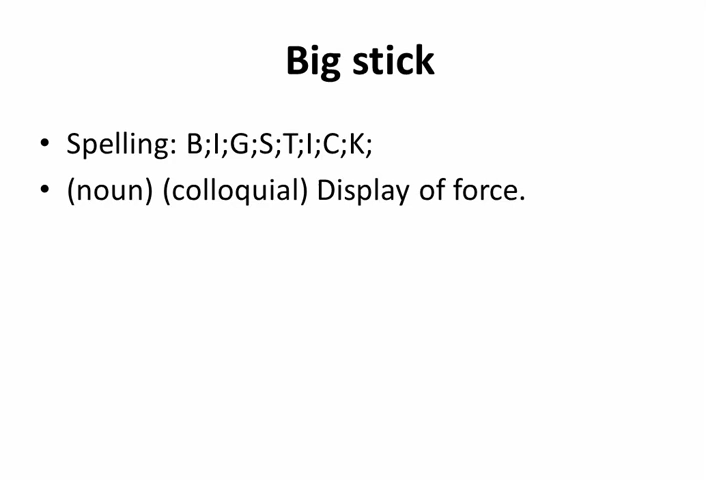 Big stick
• Spelling: B;I;G;S;T;I;C;K;
• (noun) (colloquial) Display of force.